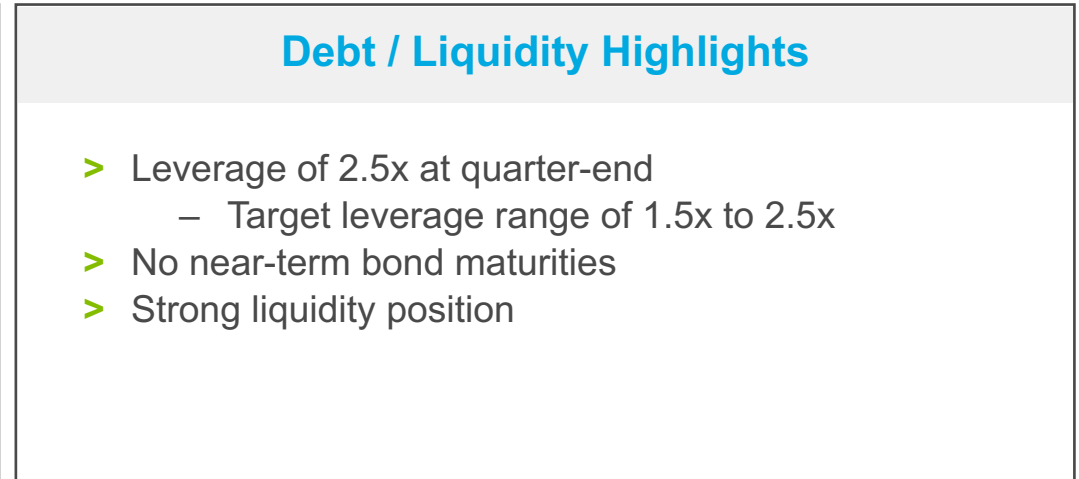 Debt / Liquidity Highlights
> Leverage of 2.5x at quarter-end
– Target leverage range of 1.5x to 2.5x
> No near-term bond maturities
> Strong liquidity position